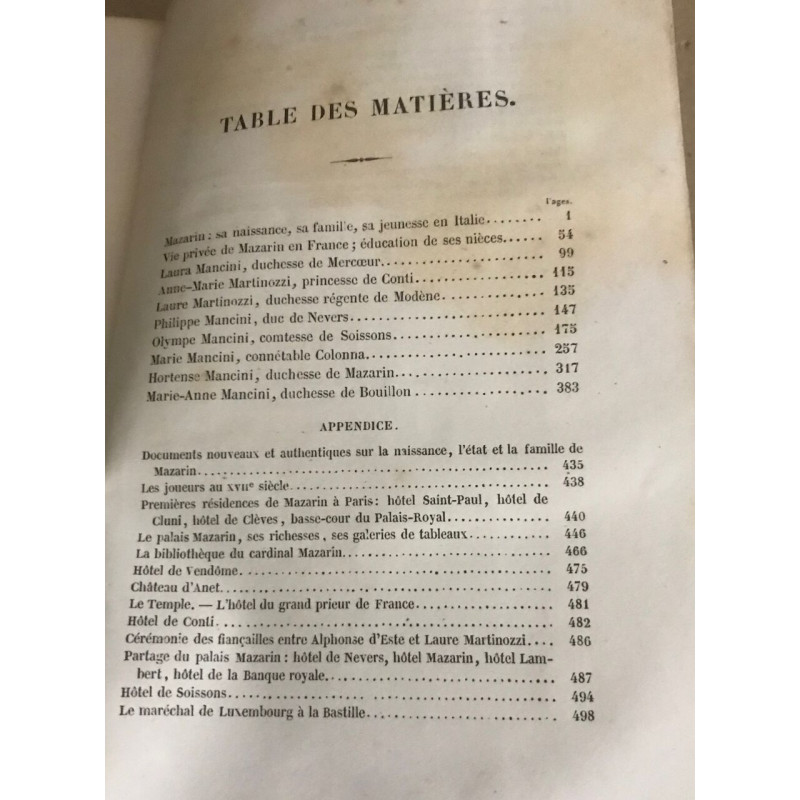 TABLE DES MATIÈRES.
Pages.
Mazarin : sa naissance, sa famille, sa jeunesse en Italie........ 1
Vie privée de Mazarin en France ; éducation de ses nièces...... 54
Laura Mancini, duchesse de Mercœur........................ 99
Anne-Marie Martinozzi, princesse de Conti.................. 115
Laure Martinozzi, duchesse régente de Modène.............. 135
Philippe Mancini, duc de Nevers............................ 147
Olympe Mancini, comtesse de Soissons...................... 175
Marie Mancini, connétable Colonna......................... 257
Hortense Mancini, duchesse de Mazarin..................... 317
Marie-Anne Mancini, duchesse de Bouillon.................. 383
APPENDICE.
Documents nouveaux et authentiques sur la naissance, l'état et la famille de
Mazarin.................................................. 435
Les joueurs au XVIIe siècle................................. 438
Premières résidences de Mazarin à Paris : hôtel Saint-Paul, hôtel de
Cluni, hôtel de Clèves, basse-cour du Palais-Royal............ 440
Le palais Mazarin, ses richesses, ses galeries de tableaux.......... 446
La bibliothèque du cardinal Mazarin.......................... 466
Hôtel de Vendôme.......................................... 475
Château d'Anet............................................. 479
Le Temple. — L'hôtel du grand prieur de France................ 481
Hôtel de Conti............................................. 482
Cérémonie des fiançailles entre Alphonse d'Este et Laure Martinozzi.... 486
Partage du palais Mazarin : hôtel de Nevers, hôtel Mazarin, hôtel Lam-
bert, hôtel de la Banque royale............................ 487
Hôtel de Soissons.......................................... 494
Le maréchal de Luxembourg à la Bastille...................... 498